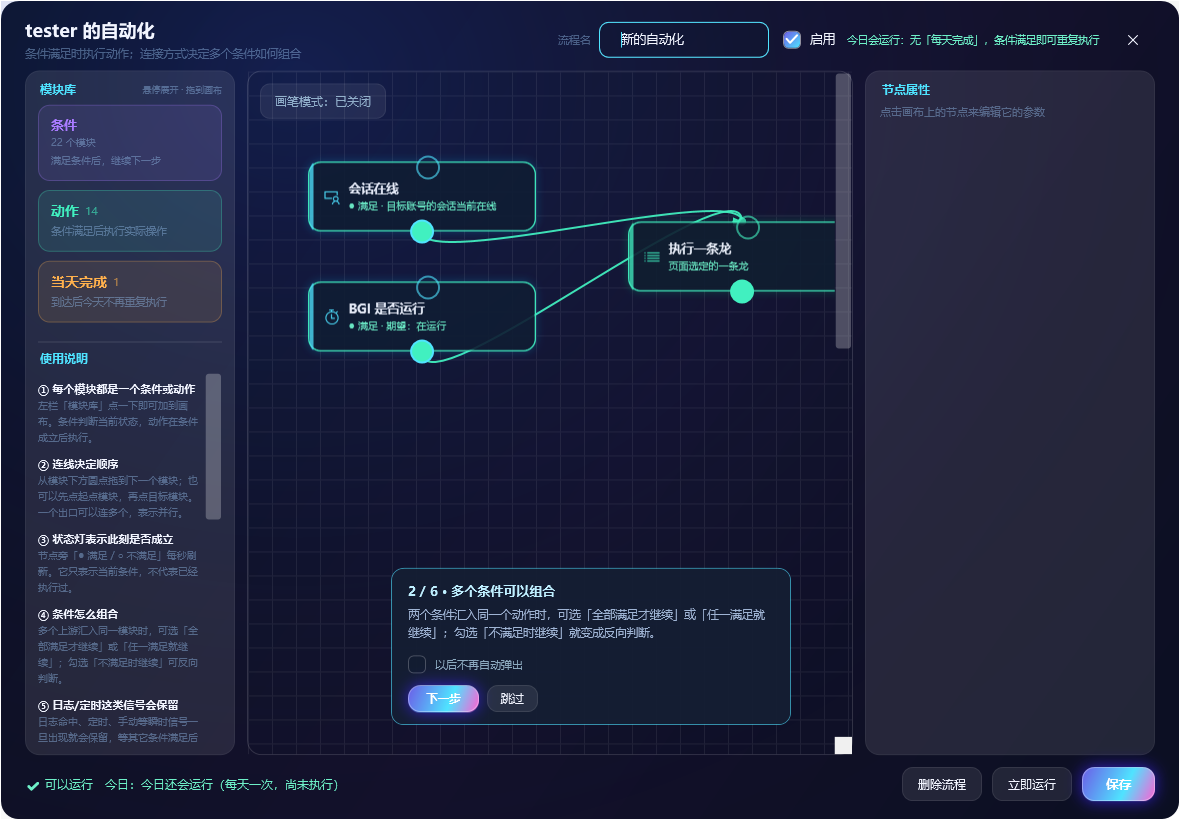 tester 的自动化
条件满足时执行动作；连接方式决定多个条件如何组合
流程名
新的自动化
启用
今日会运行：无「每天完成」，条件满足即可重复执行
模块库
悬停展开 · 拖到画布
条件
22 个模块
满足条件后，继续下一步
动作 14
条件满足后执行实际操作
当天完成 1
到达后今天不再重复执行
使用说明
① 每个模块都是一个条件或动作
左栏「模块库」点一下即可加到画
布。条件判断当前状态，动作在条件
成立后执行。
② 连线决定顺序
从模块下方圆点拖到下一个模块；也
可以先点起点模块，再点目标模块。
一个出口可以连多个，表示并行。
③ 状态灯表示此刻是否成立
节点旁「● 满足 / ○ 不满足」每秒刷
新。它只表示当前条件，不代表已经
执行过。
④ 条件怎么组合
多个上游汇入同一模块时，可选「全
部满足才继续」或「任一满足就继
续」；勾选「不满足时继续」可反向
判断。
⑤ 日志/定时这类信号会保留
日志命中、定时、手动等瞬时信号一
旦出现就会保留，等其它条件满足后
画笔模式：已关闭
会话在线
● 满足 · 目标账号的会话当前在线
BGI 是否运行
● 满足 · 期望：在运行
执行一条龙
页面选定的一条龙
2 / 6 • 多个条件可以组合
两个条件汇入同一个动作时，可选「全部满足才继续」或「任一满足就
继续」；勾选「不满足时继续」就变成反向判断。
以后不再自动弹出
下一步
跳过
节点属性
点击画布上的节点来编辑它的参数
可以运行 今日：今日还会运行（每天一次，尚未执行）
删除流程
立即运行
保存